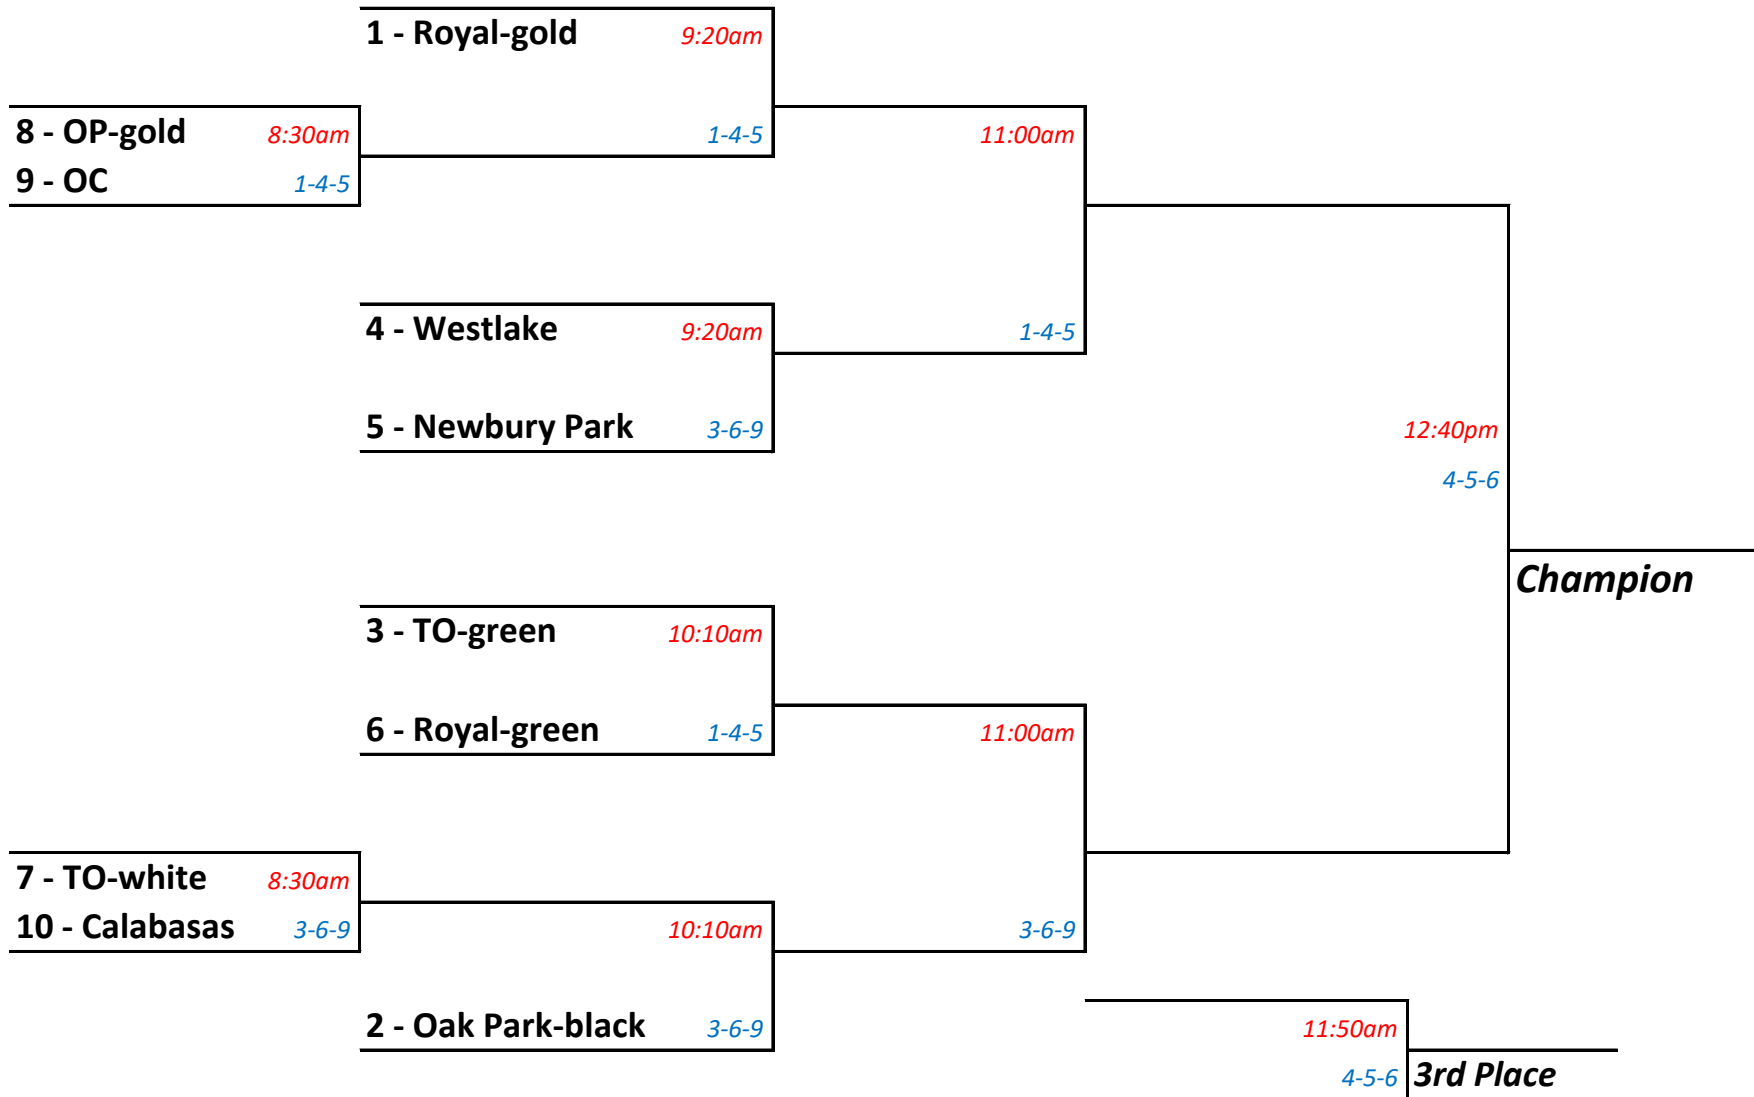 1 - Royal-gold 9:20am
8 - OP-gold 8:30am 1-4-5 11:00am
9 - OC 1-4-5
4 - Westlake 9:20am 1-4-5
5 - Newbury Park 3-6-9 12:40pm
4-5-6
Champion
3 - TO-green 10:10am
6 - Royal-green 1-4-5 11:00am
7 - TO-white 8:30am
10 - Calabasas 3-6-9 10:10am 3-6-9
2 - Oak Park-black 3-6-9 11:50am
4-5-6 3rd Place